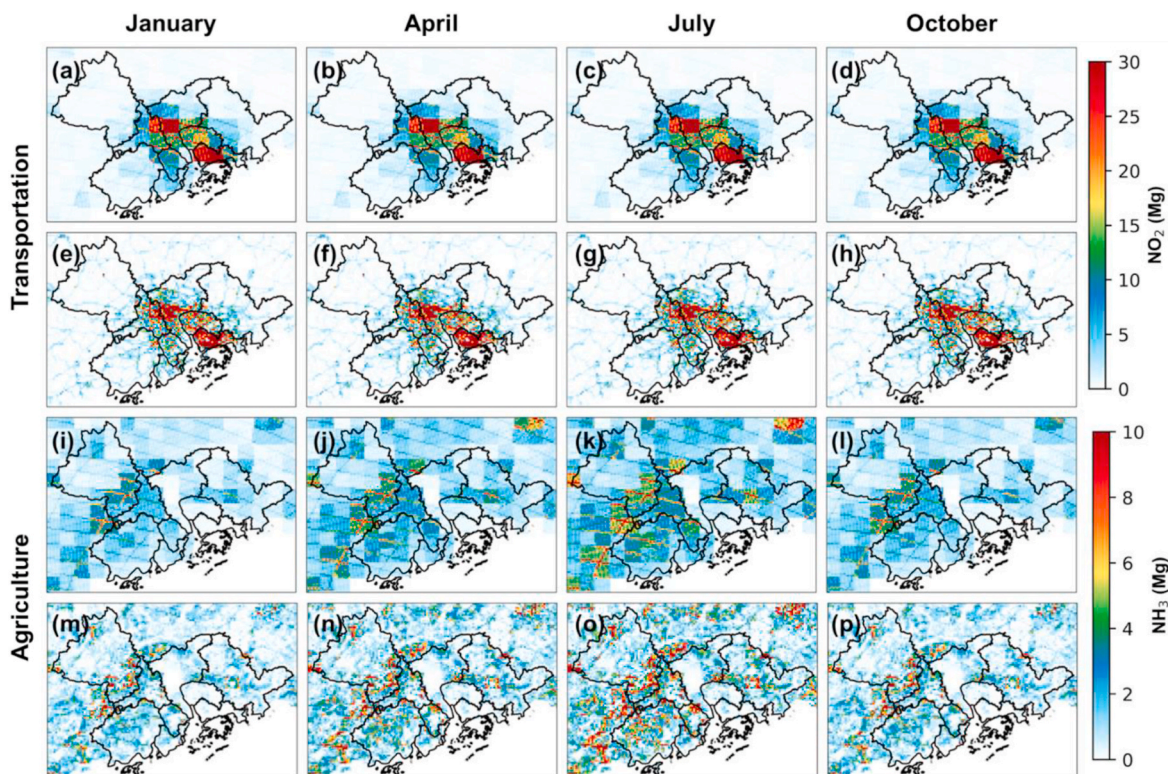 January April July October
Transportation
(a) (b) (c) (d)
30
25
20
15
10
5
0
NO₂ (Mg)
(e) (f) (g) (h)
Agriculture
(i) (j) (k) (l)
10
8
6
4
2
0
NH₃ (Mg)
(m) (n) (o) (p)